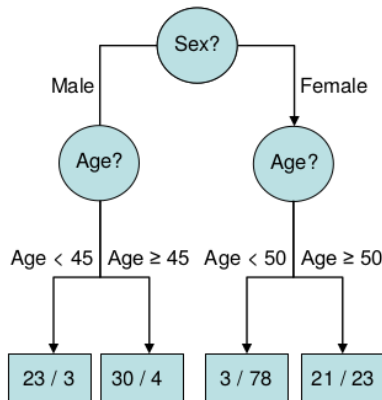 Sex?
Male
Female
Age?
Age?
Age < 45
Age ≥ 45
Age < 50
Age ≥ 50
23 / 3
30 / 4
3 / 78
21 / 23